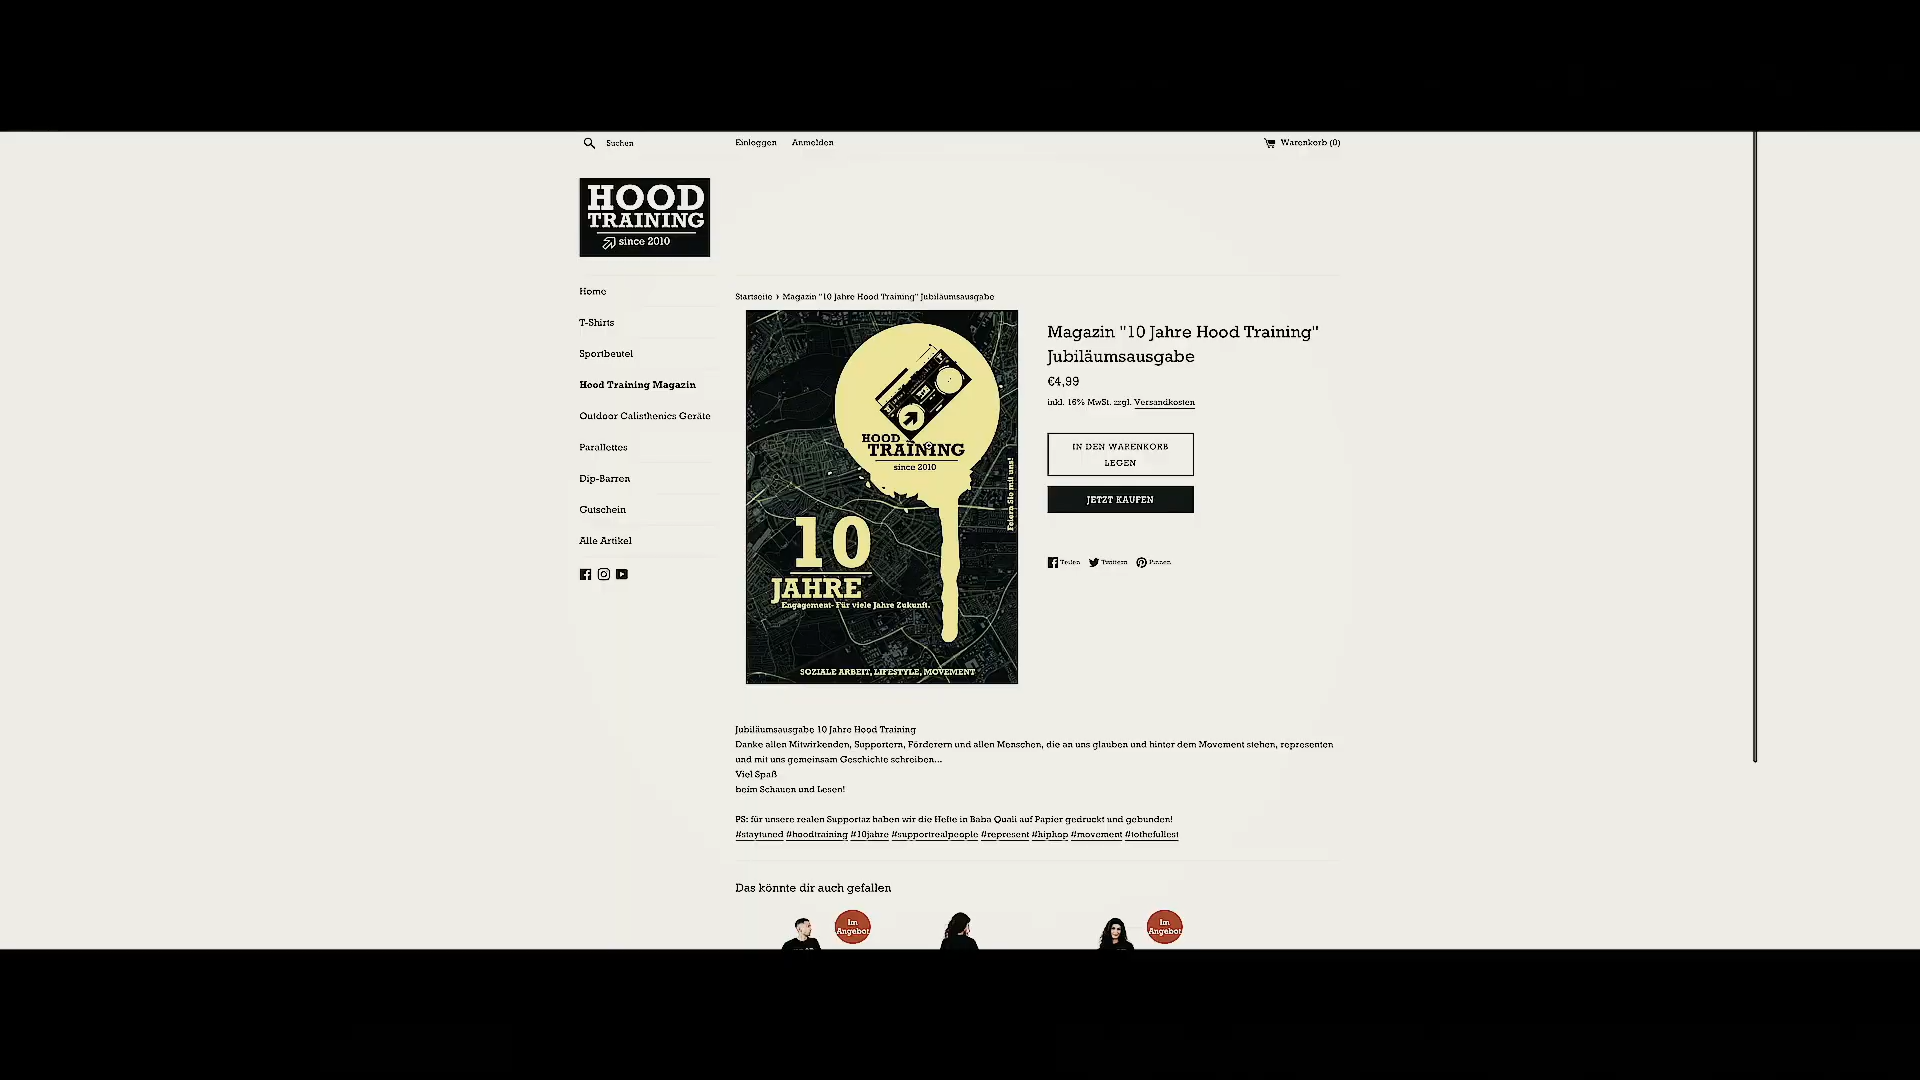 Suchen
Einloggen Anmelden
Warenkorb (0)
HOOD
TRAINING
since 2010
Home
T-Shirts
Sportbeutel
Hood Training Magazin
Outdoor Calisthenics Geräte
Parallettes
Dip-Barren
Gutschein
Alle Artikel
Startseite › Magazin "10 Jahre Hood Training" Jubiläumsausgabe
HOOD
TRAINING
since 2010
Feiern Sie mit uns!
10
JAHRE
Engagement- Für viele Jahre Zukunft.
SOZIALE ARBEIT, LIFESTYLE, MOVEMENT
Magazin "10 Jahre Hood Training"
Jubiläumsausgabe
€4,99
inkl. 16% MwSt. zzgl. Versandkosten
IN DEN WARENKORB
LEGEN
JETZT KAUFEN
Teilen Twittern Pinnen
Jubiläumsausgabe 10 Jahre Hood Training
Danke allen Mitwirkenden, Supportern, Förderern und allen Menschen, die an uns glauben und hinter dem Movement stehen, representen
und mit uns gemeinsam Geschichte schreiben...
Viel Spaß
beim Schauen und Lesen!
PS: für unsere realen Supportaz haben wir die Hefte in Baba Quali auf Papier gedruckt und gebunden!
#staytuned #hoodtraining #10jahre #supportrealpeople #represent #hiphop #movement #tothefullest
Das könnte dir auch gefallen
Im
Angebot
Im
Angebot